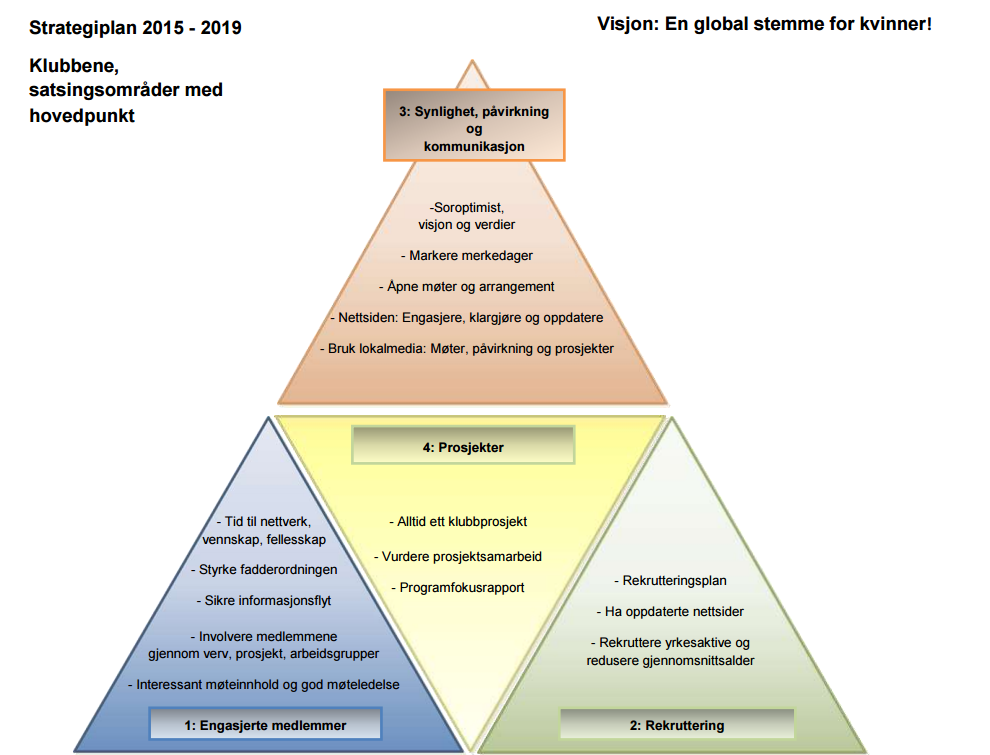 Strategiplan 2015 - 2019
Visjon: En global stemme for kvinner!
Klubbene,
satsingsområder med
hovedpunkt
3: Synlighet, påvirkning
og
kommunikasjon
-Soroptimist,
visjon og verdier
- Markere merkedager
- Åpne møter og arrangement
- Nettsiden: Engasjere, klargjøre og oppdatere
- Bruk lokalmedia: Møter, påvirkning og prosjekter
4: Prosjekter
- Alltid ett klubbprosjekt
- Vurdere prosjektsamarbeid
- Programfokusrapport
- Tid til nettverk,
vennskap, fellesskap
- Styrke fadderordningen
- Sikre informasjonsflyt
- Involvere medlemmene
gjennom verv, prosjekt, arbeidsgrupper
- Interessant møteinnhold og god møteledelse
1: Engasjerte medlemmer
- Rekrutteringsplan
- Ha oppdaterte nettsider
- Rekruttere yrkesaktive og
redusere gjennomsnittsalder
2: Rekruttering